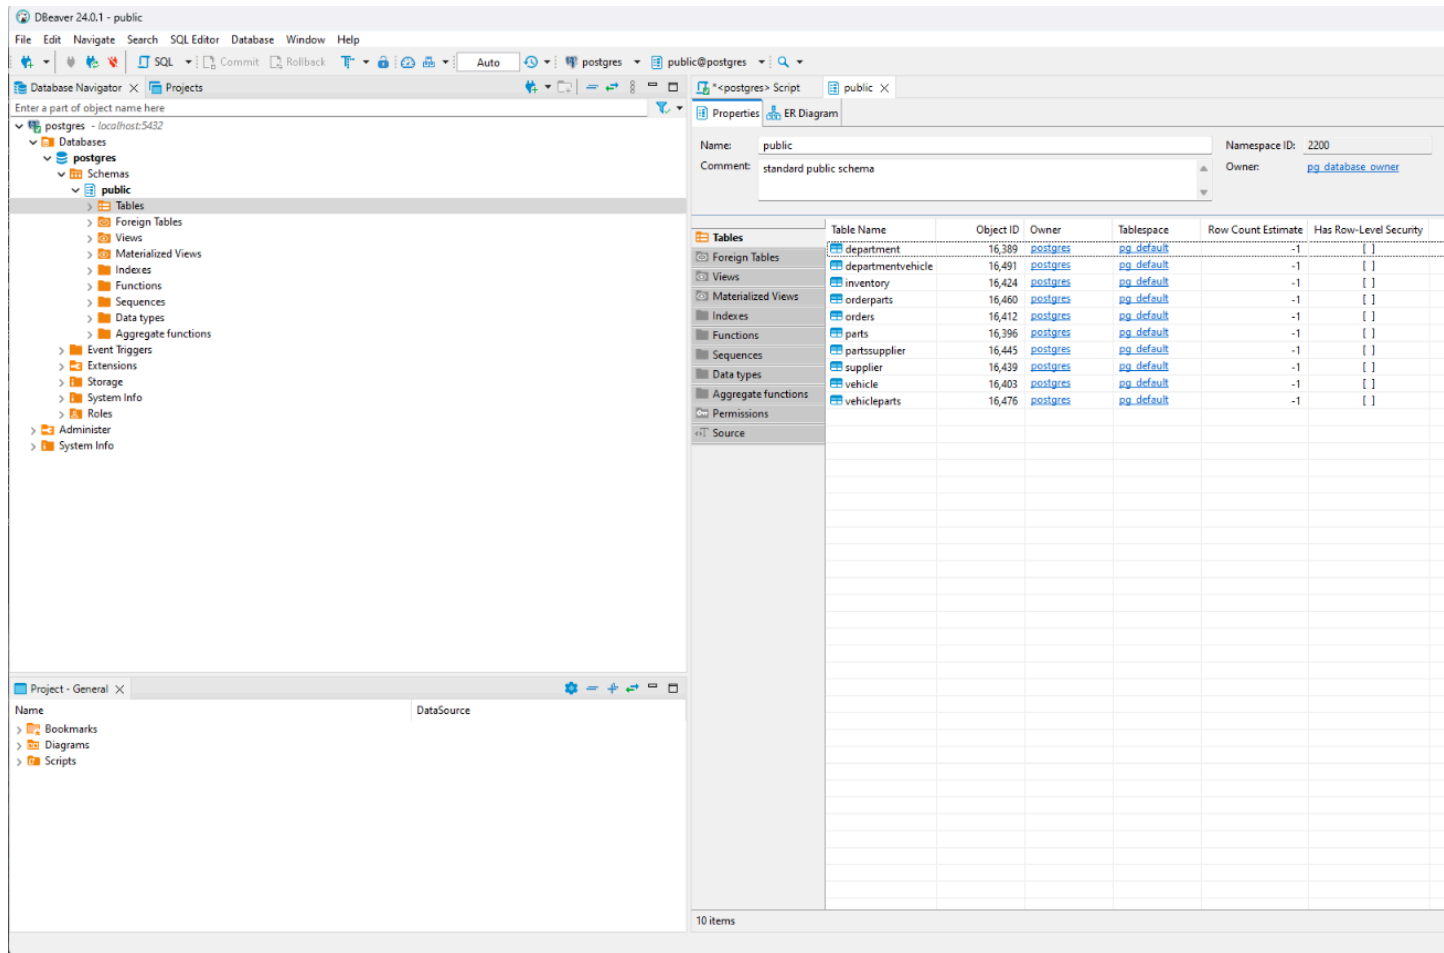 DBeaver 24.0.1 - public
File Edit Navigate Search SQL Editor Database Window Help
SQL Commit Rollback Auto postgres public@postgres
Database Navigator Projects
Enter a part of object name here
postgres - localhost:5432
Databases
postgres
Schemas
public
Tables
Foreign Tables
Views
Materialized Views
Indexes
Functions
Sequences
Data types
Aggregate functions
Event Triggers
Extensions
Storage
System Info
Roles
Administer
System Info
Project - General
Name DataSource
Bookmarks
Diagrams
Scripts
*<postgres> Script public
Properties ER Diagram
Name: public Namespace ID: 2200
Comment: standard public schema Owner: pg_database_owner
Tables
Foreign Tables
Views
Materialized Views
Indexes
Functions
Sequences
Data types
Aggregate functions
Permissions
Source
Table Name Object ID Owner Tablespace Row Count Estimate Has Row-Level Security
department 16,389 postgres pg_default -1 [ ]
departmentvehicle 16,491 postgres pg_default -1 [ ]
inventory 16,424 postgres pg_default -1 [ ]
orderparts 16,460 postgres pg_default -1 [ ]
orders 16,412 postgres pg_default -1 [ ]
parts 16,396 postgres pg_default -1 [ ]
partssupplier 16,445 postgres pg_default -1 [ ]
supplier 16,439 postgres pg_default -1 [ ]
vehicle 16,403 postgres pg_default -1 [ ]
vehicleparts 16,476 postgres pg_default -1 [ ]
10 items